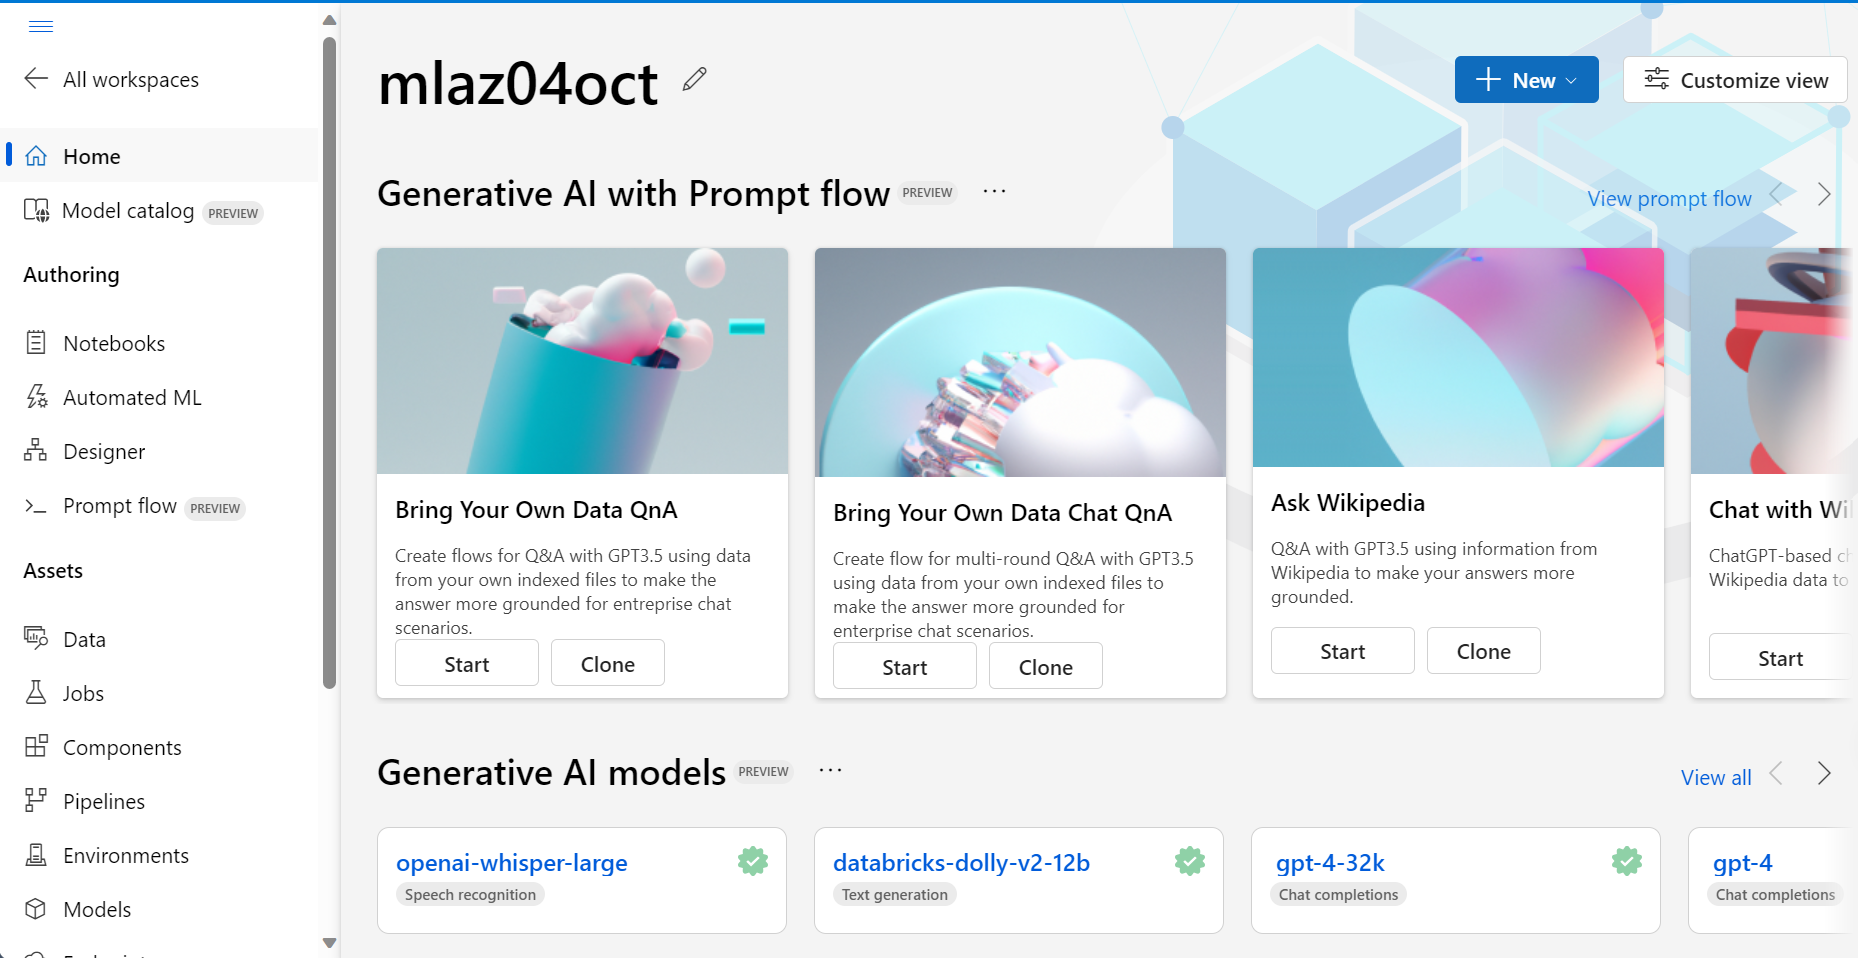 All workspaces
Home
Model catalog PREVIEW
Authoring
Notebooks
Automated ML
Designer
Prompt flow PREVIEW
Assets
Data
Jobs
Components
Pipelines
Environments
Models
mlaz04oct
New
Customize view
Generative AI with Prompt flow PREVIEW ...
View prompt flow
Bring Your Own Data QnA
Create flows for Q&A with GPT3.5 using data
from your own indexed files to make the
answer more grounded for entreprise chat
scenarios.
Start Clone
Bring Your Own Data Chat QnA
Create flow for multi-round Q&A with GPT3.5
using data from your own indexed files to
make the answer more grounded for
enterprise chat scenarios.
Start Clone
Ask Wikipedia
Q&A with GPT3.5 using information from
Wikipedia to make your answers more
grounded.
Start Clone
Chat with
ChatGPT-based
Wikipedia data to
Start
Generative AI models PREVIEW ...
View all
openai-whisper-large
Speech recognition
databricks-dolly-v2-12b
Text generation
gpt-4-32k
Chat completions
gpt-4
Chat completions